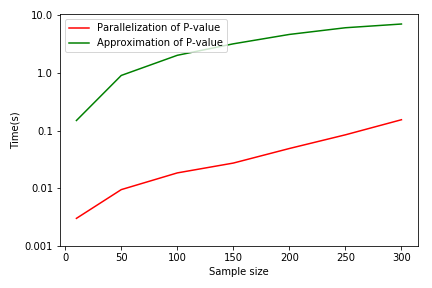 Parallelization of P-value
Approximation of P-value
Time(s)
10.0
1.0
0.1
0.01
0.001
0 50 100 150 200 250 300
Sample size